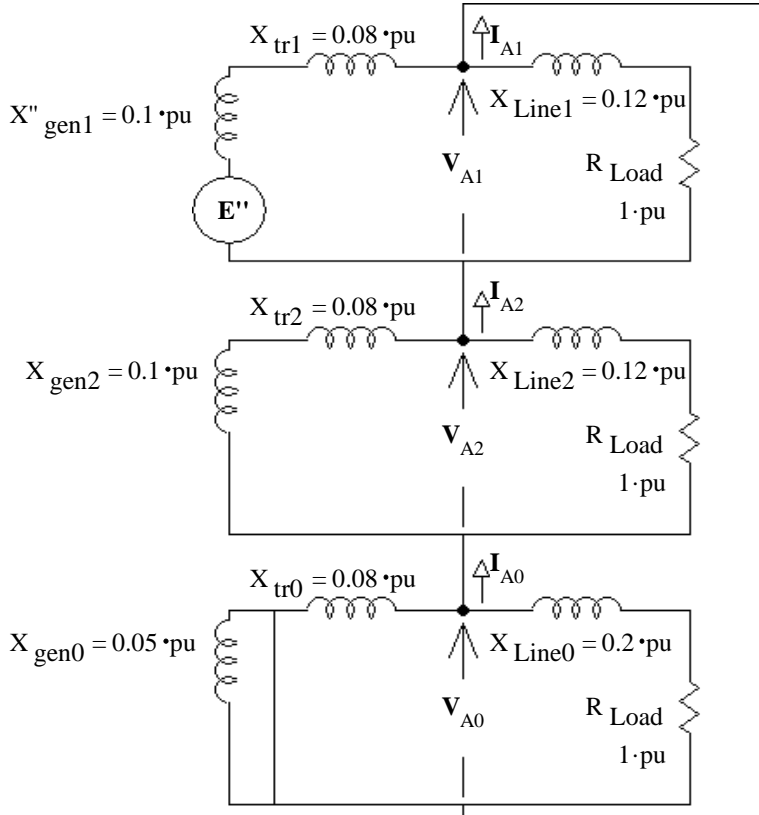 X tr1 = 0.08 •pu
I A1
X" gen1 = 0.1 •pu
X Line1 = 0.12 •pu
V A1
R Load
1·pu
E"
X tr2 = 0.08 •pu
I A2
X gen2 = 0.1 •pu
X Line2 = 0.12 •pu
V A2
R Load
1·pu
X tr0 = 0.08 •pu
I A0
X gen0 = 0.05 •pu
X Line0 = 0.2 •pu
V A0
R Load
1·pu